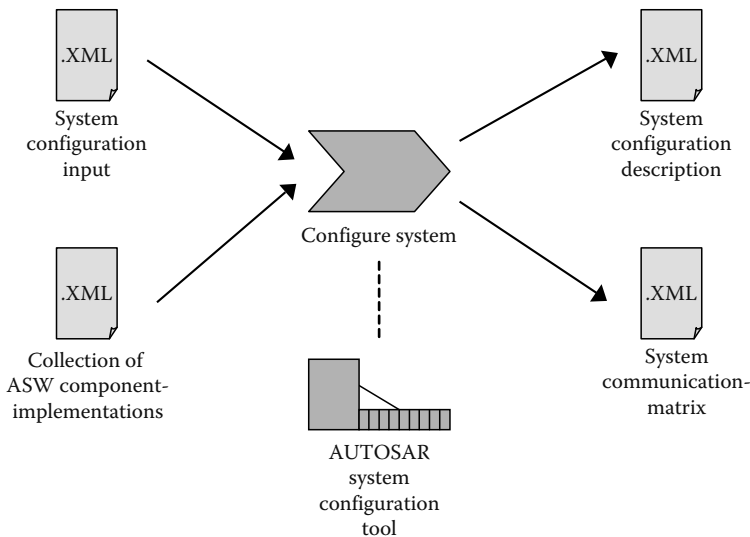 .XML
System
configuration
input
.XML
Collection of
ASW component-
implementations
Configure system
AUTOSAR
system
configuration
tool
.XML
System
configuration
description
.XML
System
communication-
matrix